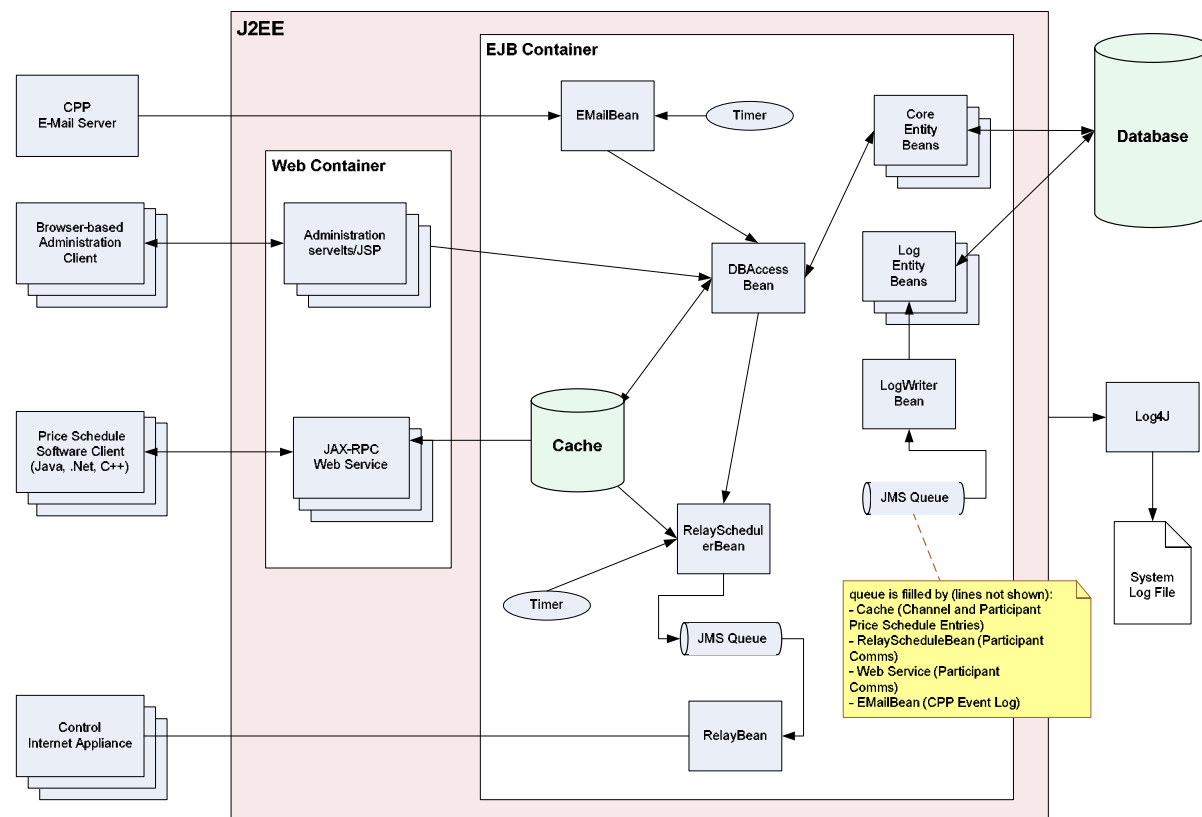 J2EE
EJB Container
CPP
E-Mail Server
EMailBean
Timer
Core
Entity
Beans
Database
Web Container
Browser-based
Administration
Client
Administration
servelts/JSP
DBAccess
Bean
Log
Entity
Beans
LogWriter
Bean
Log4J
Price Schedule
Software Client
(Java, .Net, C++)
JAX-RPC
Web Service
Cache
JMS Queue
RelaySchedul
erBean
Timer
System
Log File
queue is fiilled by (lines not shown):
- Cache (Channel and Participant
Price Schedule Entries)
- RelayScheduleBean (Participant
Comms)
- Web Service (Participant
Comms)
- EMailBean (CPP Event Log)
JMS Queue
Control
Internet Appliance
RelayBean